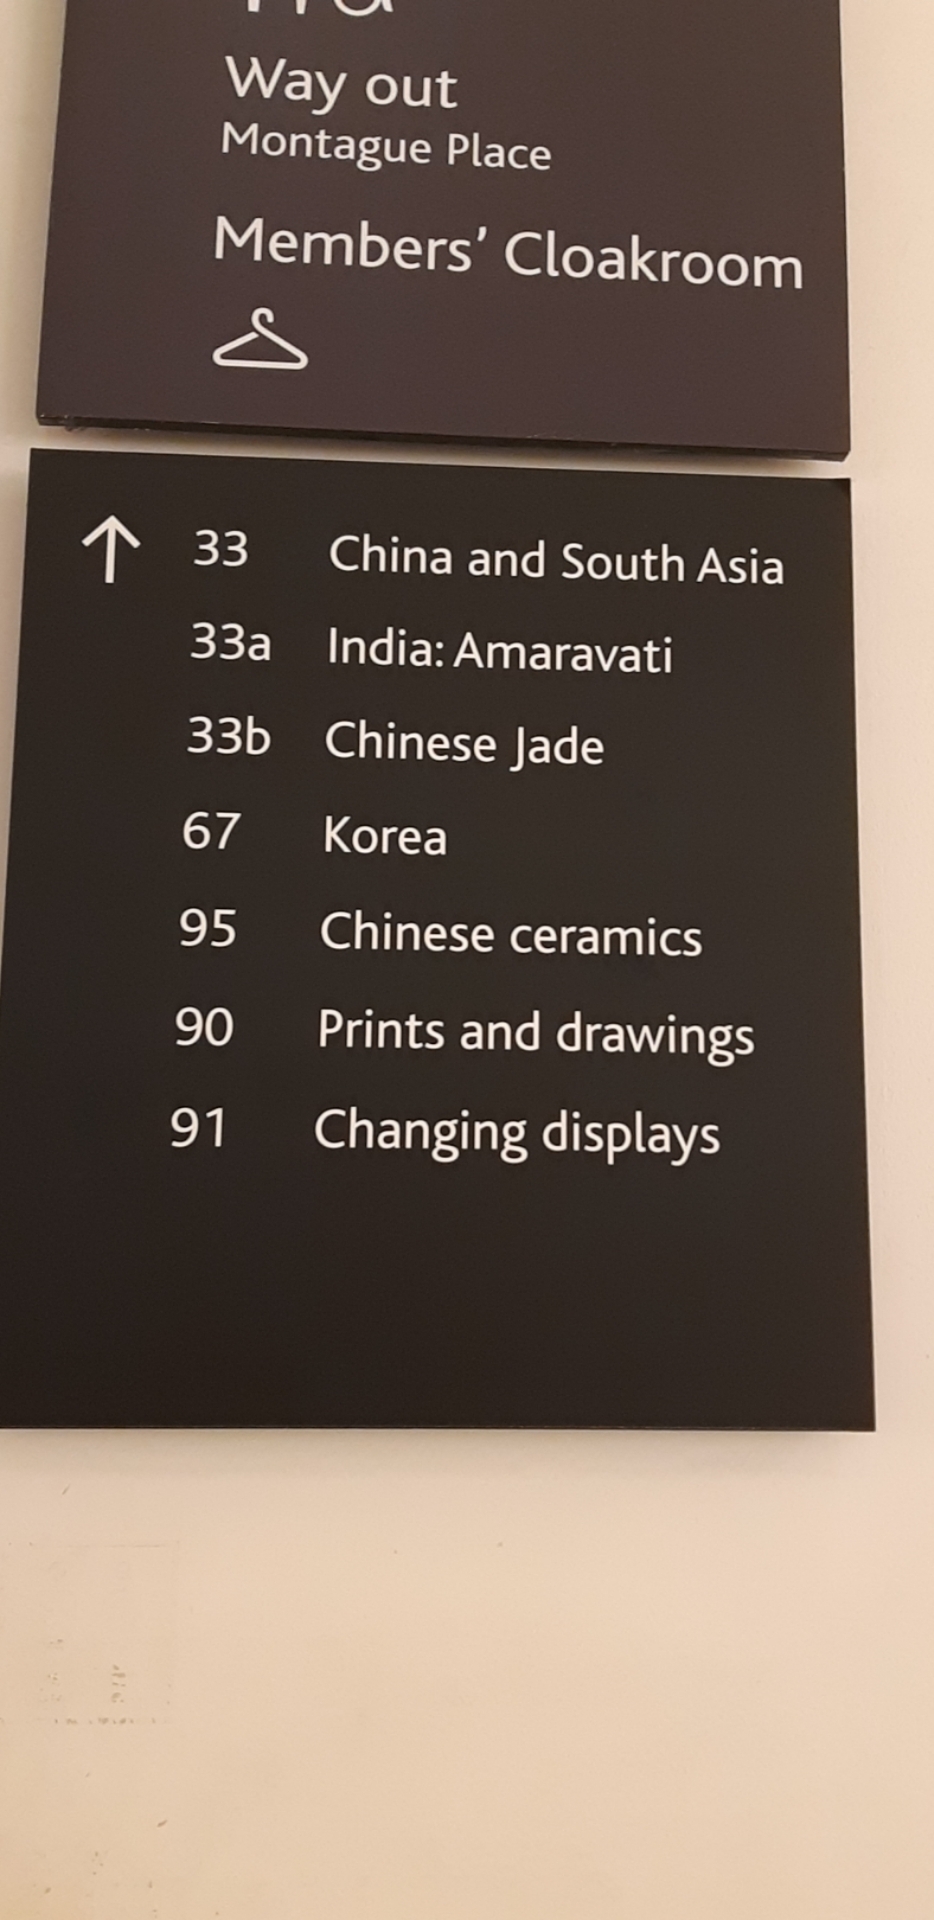 Way out
Montague Place
Members’ Cloakroom
33 China and South Asia
33a India: Amaravati
33b Chinese Jade
67 Korea
95 Chinese ceramics
90 Prints and drawings
91 Changing displays